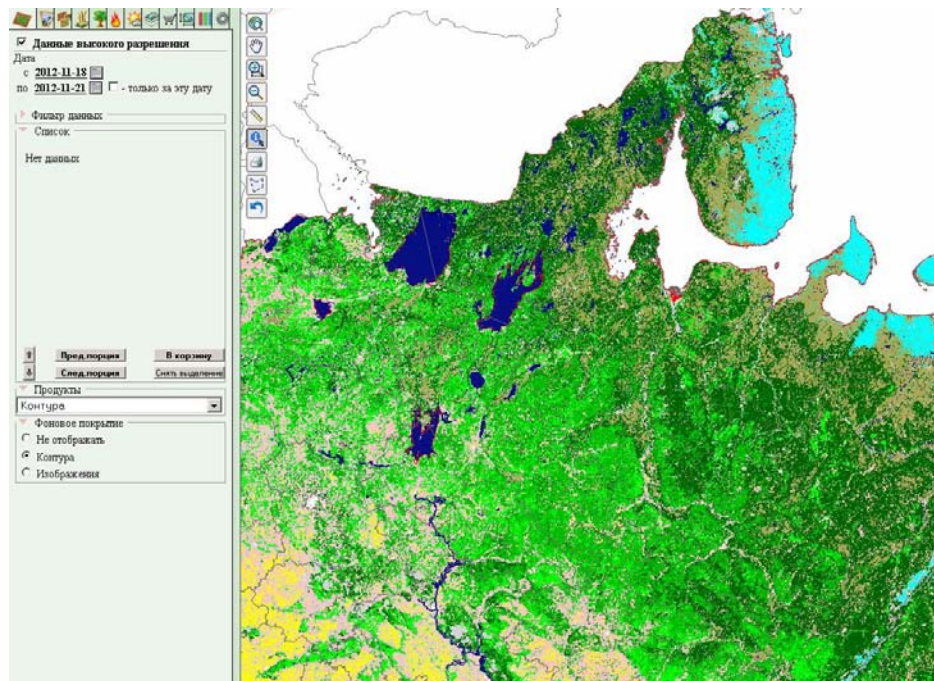 Данные высокого разрешения
Дата
с 2012-11-18
по 2012-11-21 - только за эту дату
Фильтр данных
Список
Нет данных
Пред.порция В корзину
След.порция Снять выделение
Продукты
Контура
Фоновое покрытие
Не отображать
Контура
Изображения